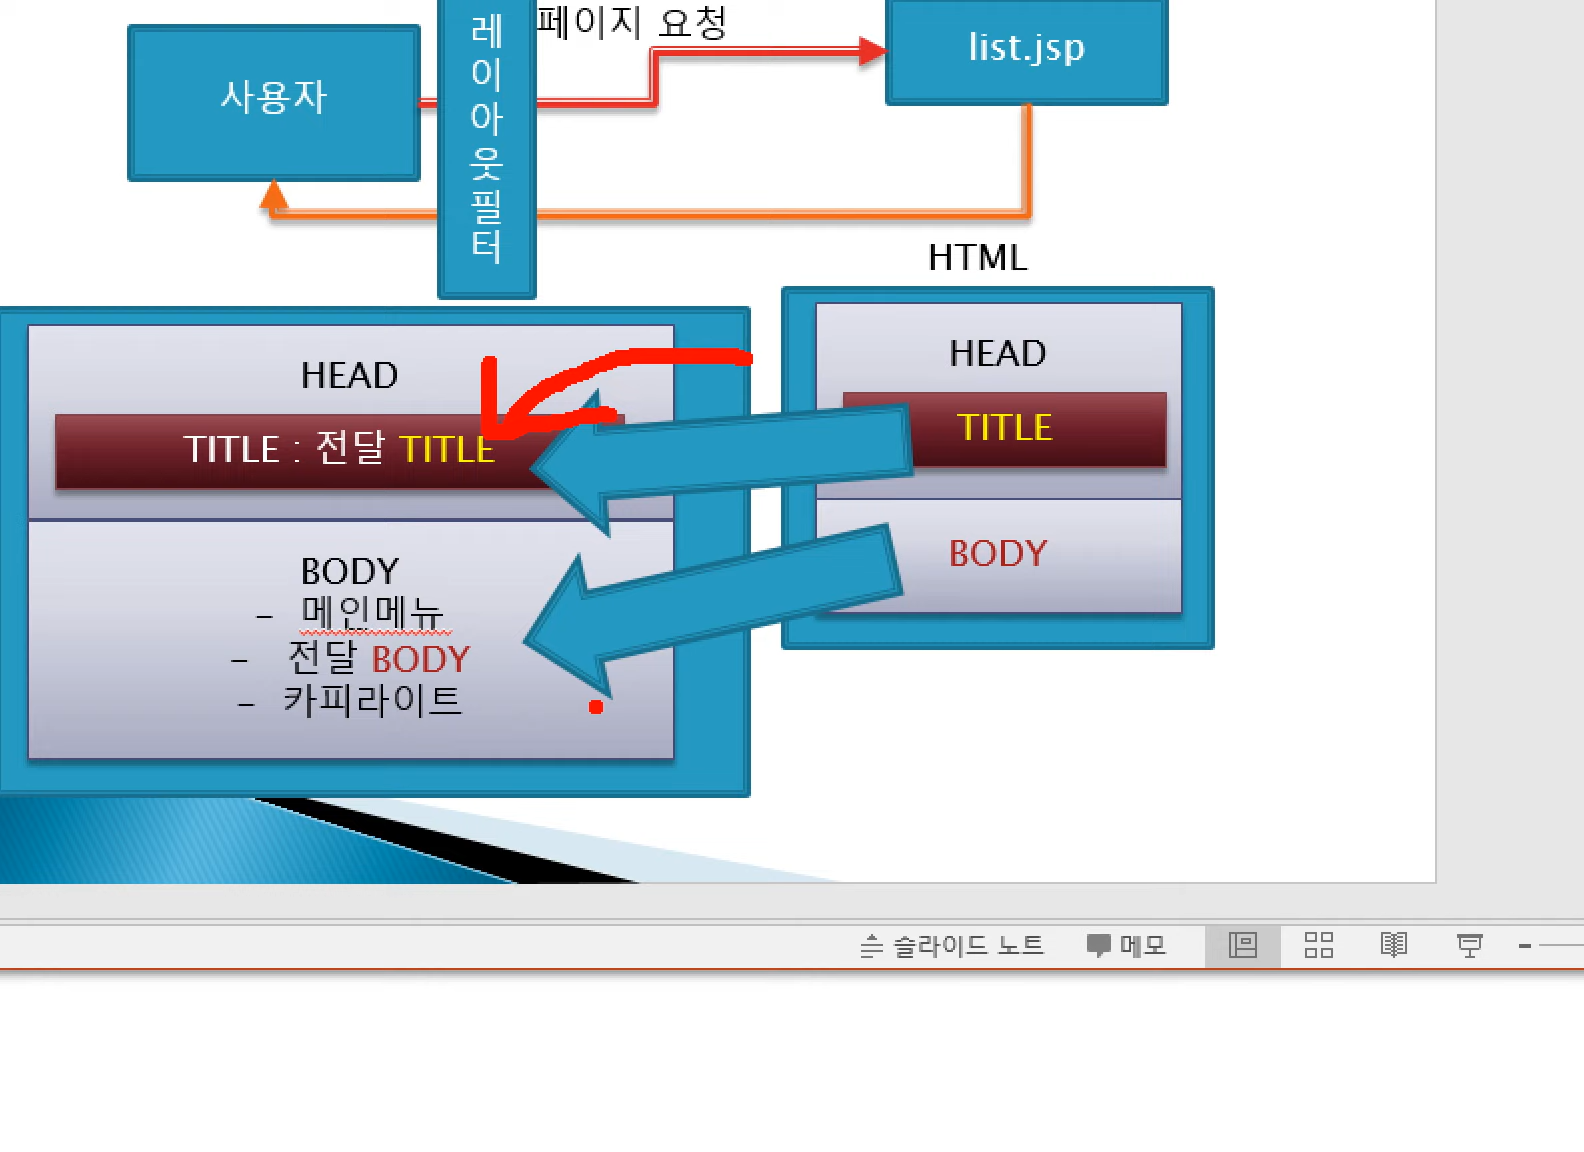 페이지 요청
사용자
레이아웃필터
list.jsp
HTML
HEAD
TITLE : 전달 TITLE
BODY
- 메인메뉴
- 전달 BODY
- 카피라이트
HEAD
TITLE
BODY
슬라이드 노트
메모